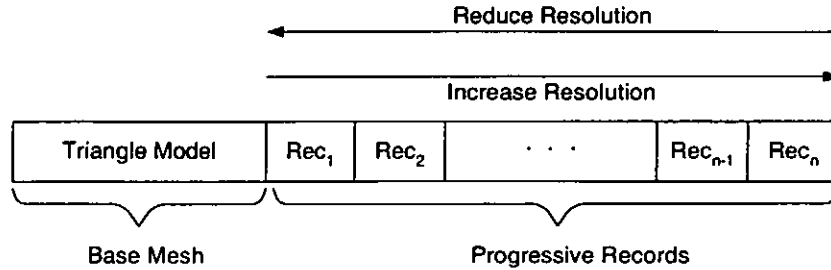 Reduce Resolution
Increase Resolution
Triangle Model Rec₁ Rec₂ · · · Recₙ₋₁ Recₙ
Base Mesh Progressive Records